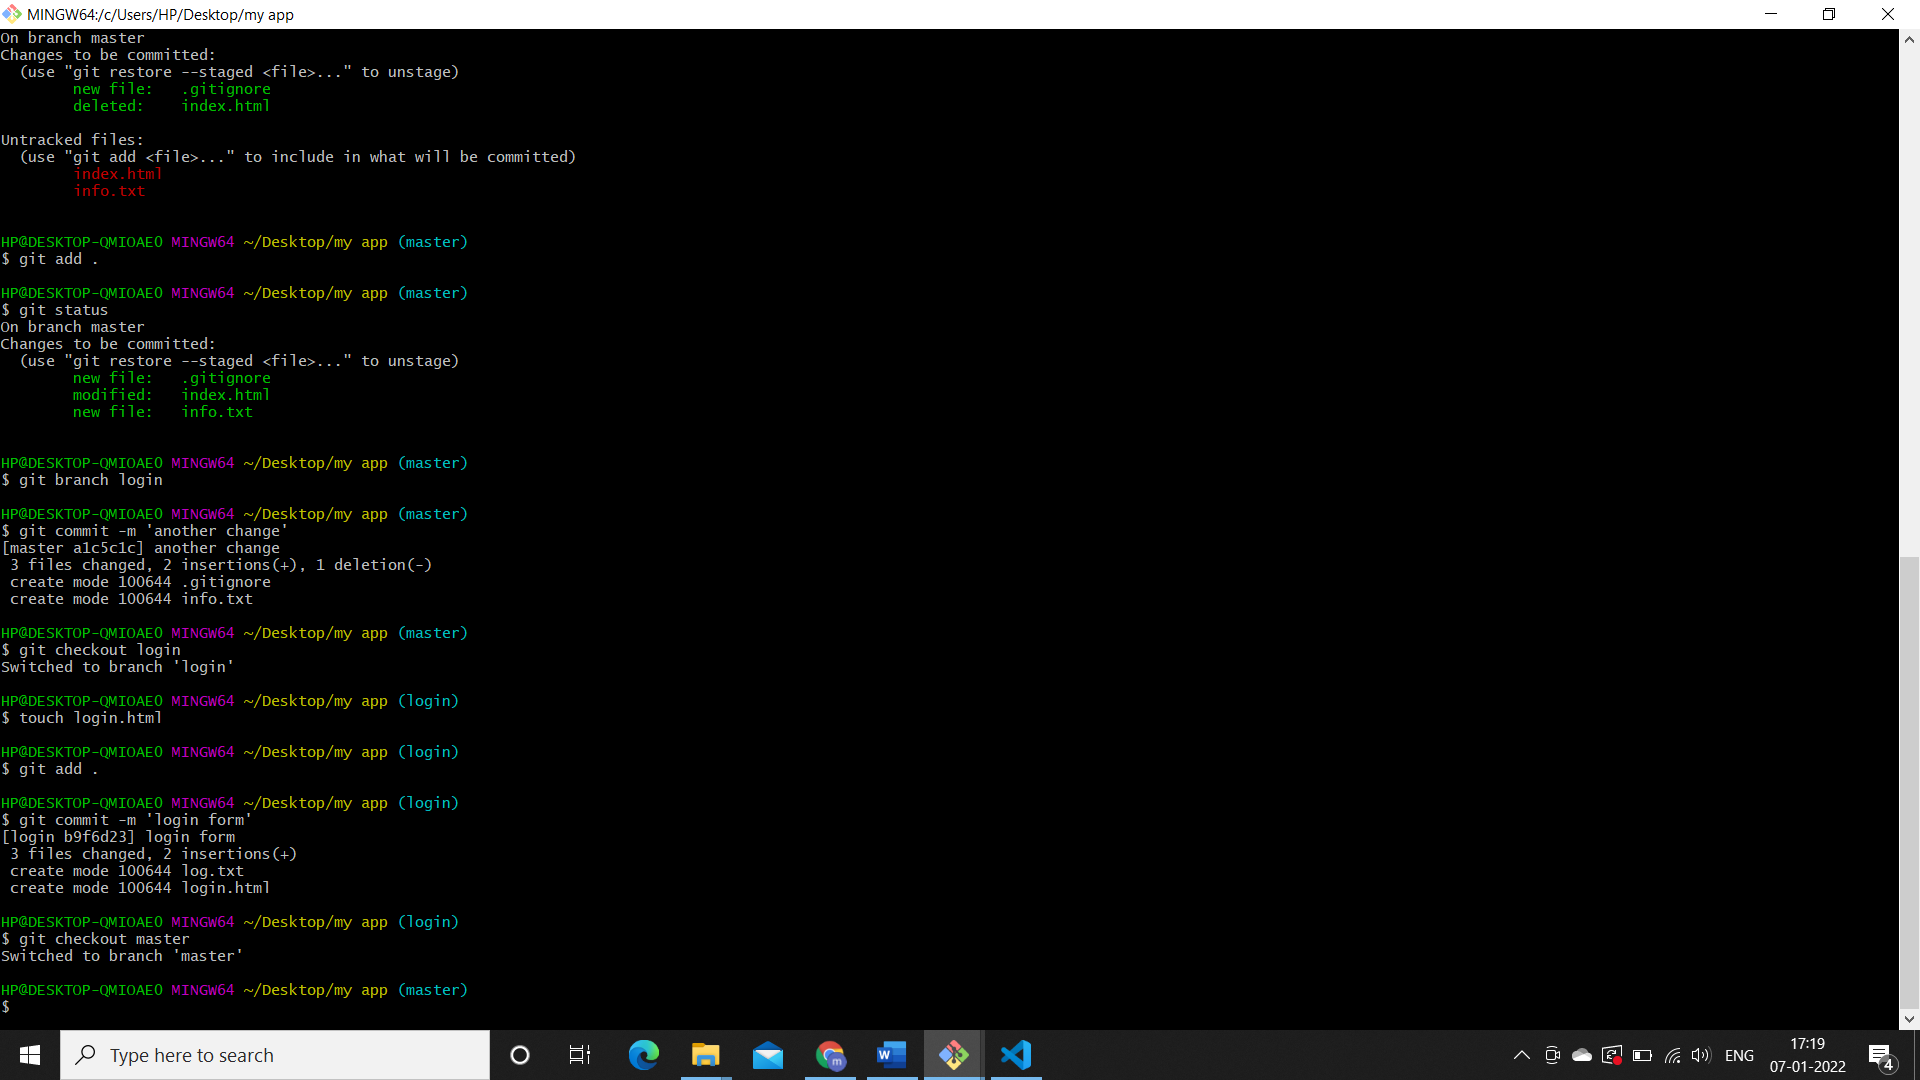 MINGW64:/c/Users/HP/Desktop/my app
On branch master
Changes to be committed:
  (use "git restore --staged <file>..." to unstage)
        new file:   .gitignore
        deleted:    index.html

Untracked files:
  (use "git add <file>..." to include in what will be committed)
        index.html
        info.txt

HP@DESKTOP-QMIOAEO MINGW64 ~/Desktop/my app (master)
$ git add .

HP@DESKTOP-QMIOAEO MINGW64 ~/Desktop/my app (master)
$ git status
On branch master
Changes to be committed:
  (use "git restore --staged <file>..." to unstage)
        new file:   .gitignore
        modified:   index.html
        new file:   info.txt

HP@DESKTOP-QMIOAEO MINGW64 ~/Desktop/my app (master)
$ git branch login

HP@DESKTOP-QMIOAEO MINGW64 ~/Desktop/my app (master)
$ git commit -m 'another change'
[master a1c5c1c] another change
 3 files changed, 2 insertions(+), 1 deletion(-)
 create mode 100644 .gitignore
 create mode 100644 info.txt

HP@DESKTOP-QMIOAEO MINGW64 ~/Desktop/my app (master)
$ git checkout login
Switched to branch 'login'

HP@DESKTOP-QMIOAEO MINGW64 ~/Desktop/my app (login)
$ touch login.html

HP@DESKTOP-QMIOAEO MINGW64 ~/Desktop/my app (login)
$ git add .

HP@DESKTOP-QMIOAEO MINGW64 ~/Desktop/my app (login)
$ git commit -m 'login form'
[login b9f6d23] login form
 3 files changed, 2 insertions(+)
 create mode 100644 log.txt
 create mode 100644 login.html

HP@DESKTOP-QMIOAEO MINGW64 ~/Desktop/my app (login)
$ git checkout master
Switched to branch 'master'

HP@DESKTOP-QMIOAEO MINGW64 ~/Desktop/my app (master)
$
Type here to search
m
W
ENG
17:19
07-01-2022
4